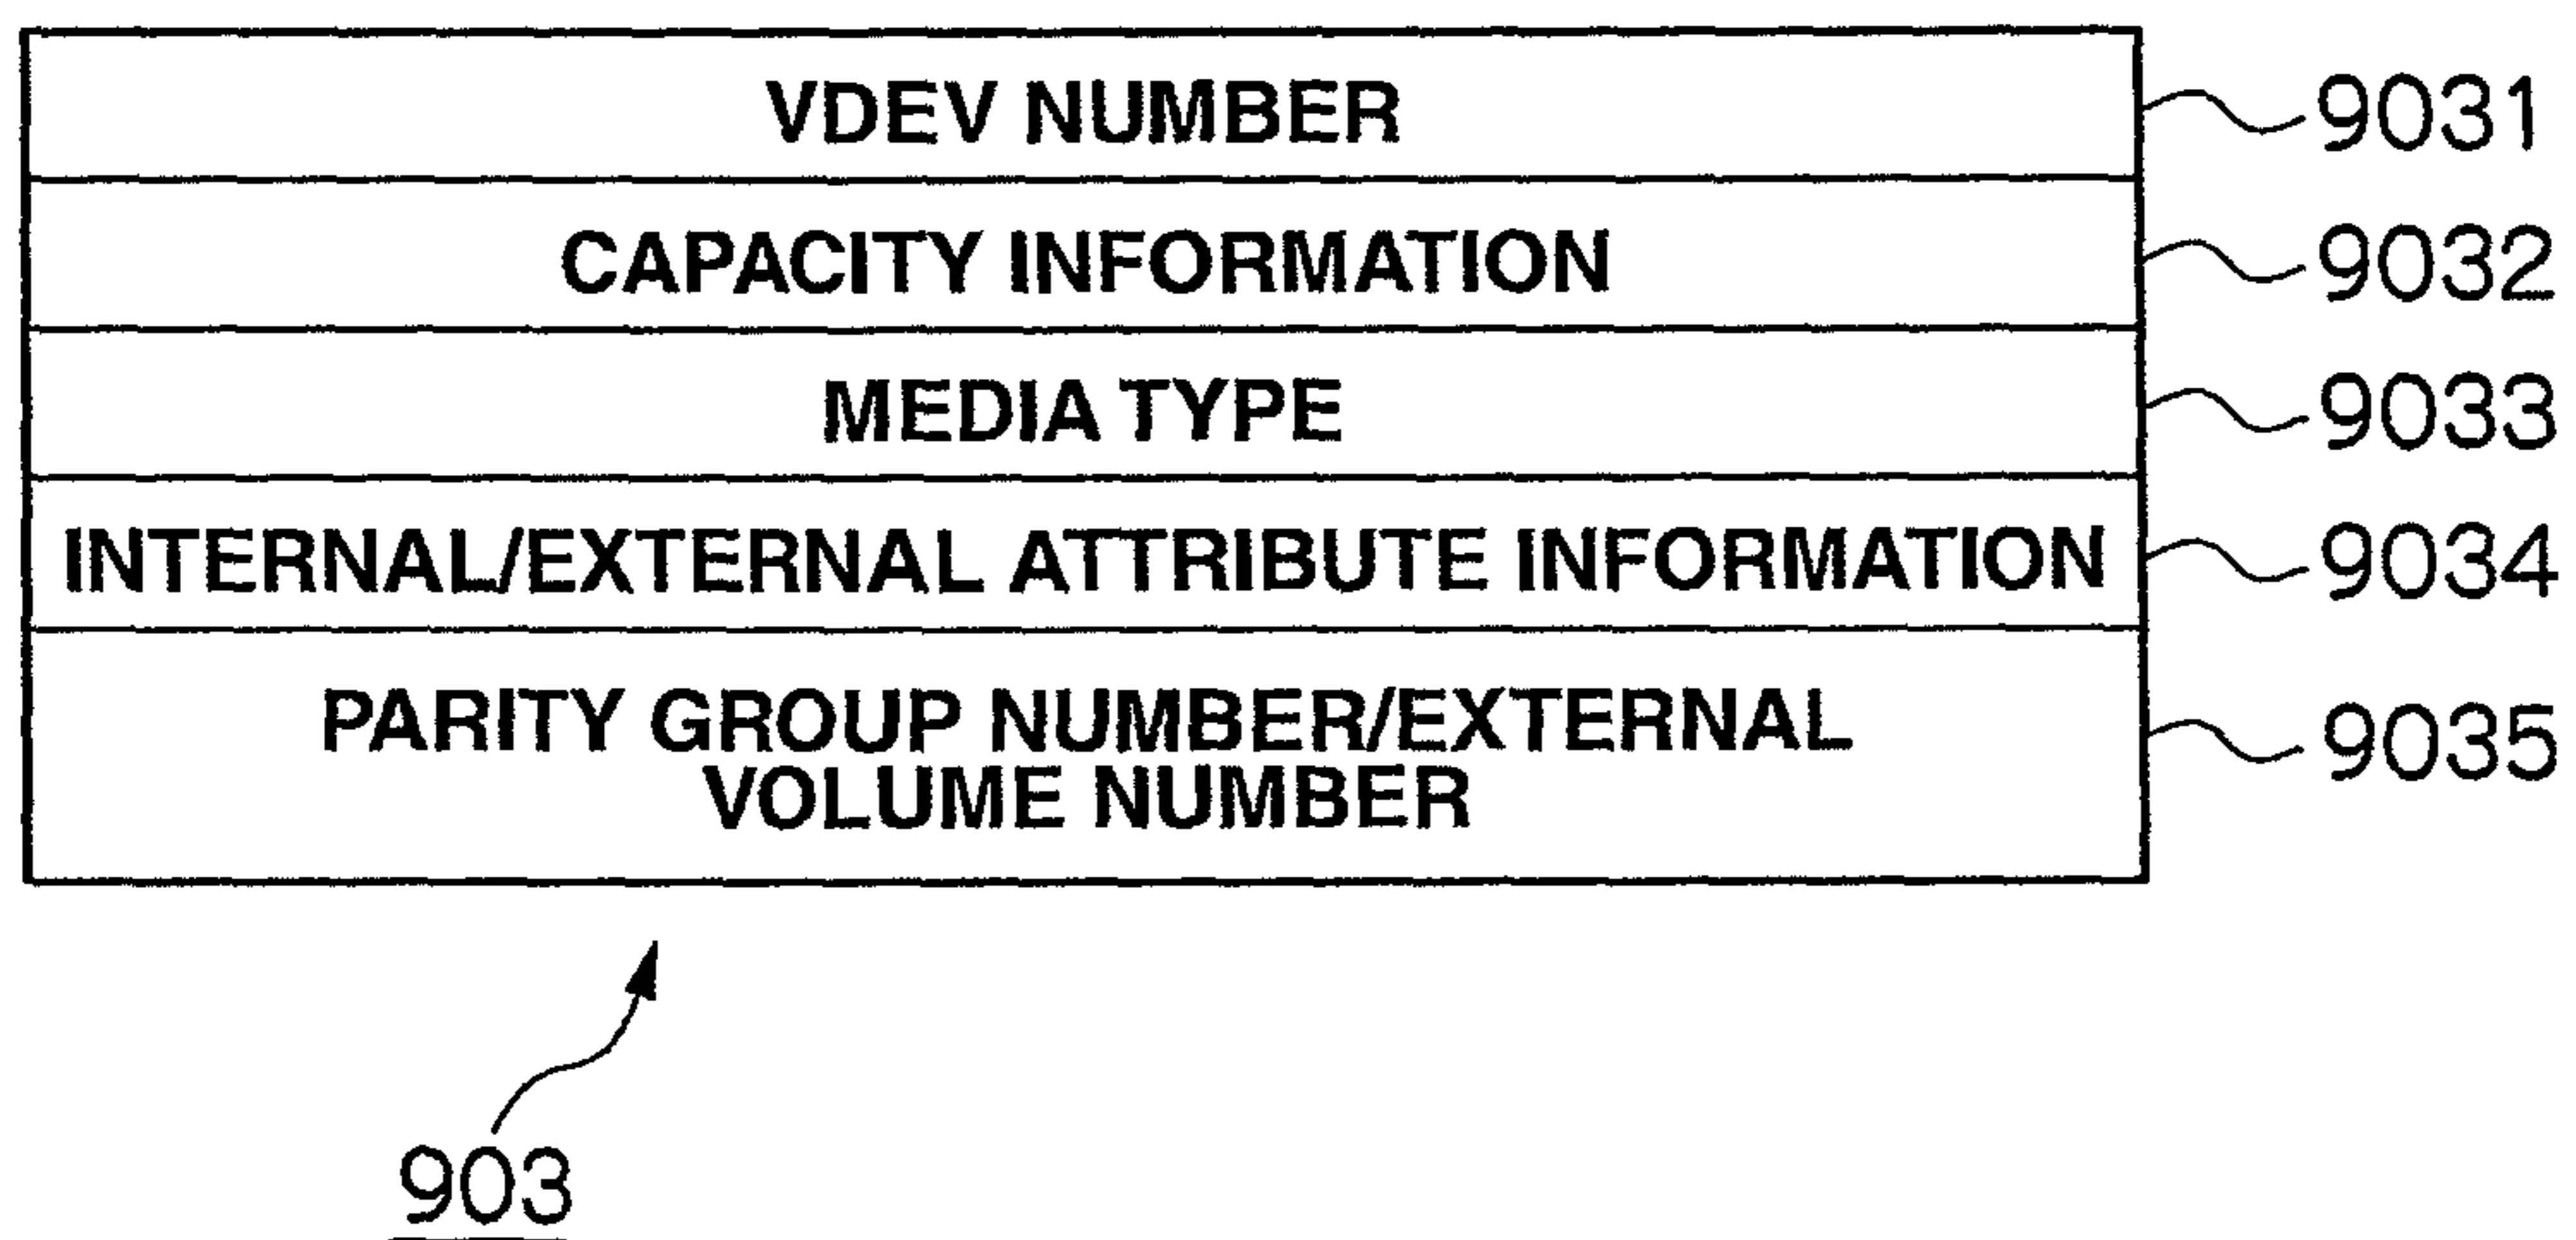 VDEV NUMBER 9031
CAPACITY INFORMATION 9032
MEDIA TYPE 9033
INTERNAL/EXTERNAL ATTRIBUTE INFORMATION 9034
PARITY GROUP NUMBER/EXTERNAL
VOLUME NUMBER 9035
903